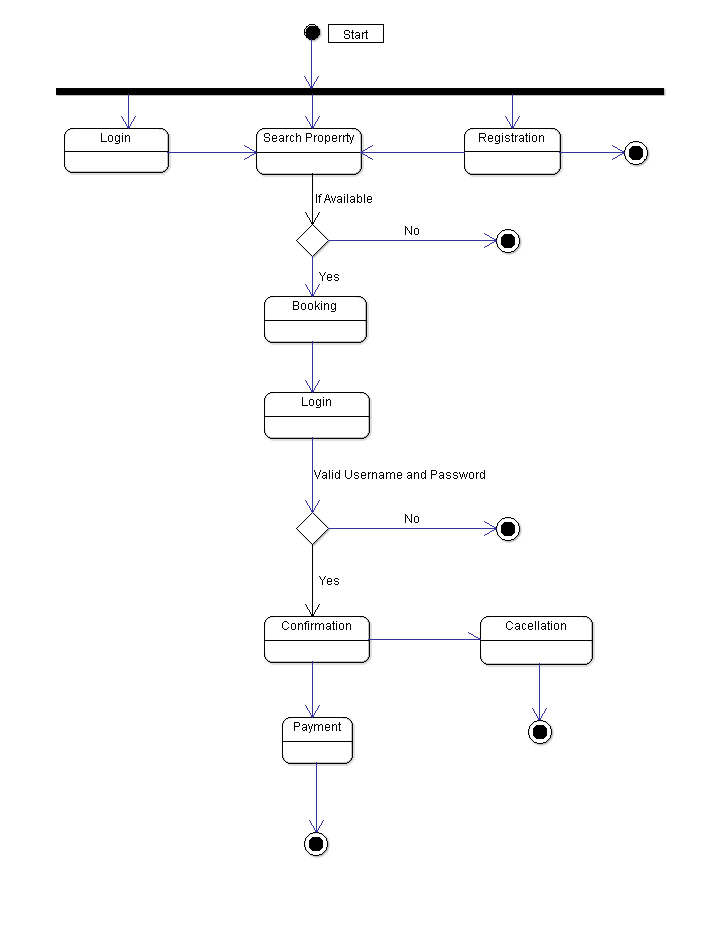 Start
Login
Search Properrty
Registration
If Available
No
Yes
Booking
Login
Valid Username and Password
No
Yes
Confirmation
Cacellation
Payment